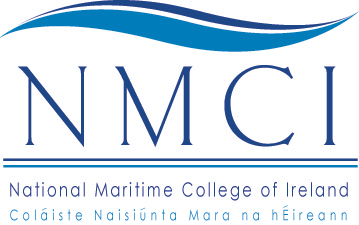 NMCI
National Maritime College of Ireland
Coláiste Naisiúnta Mara na hÉireann